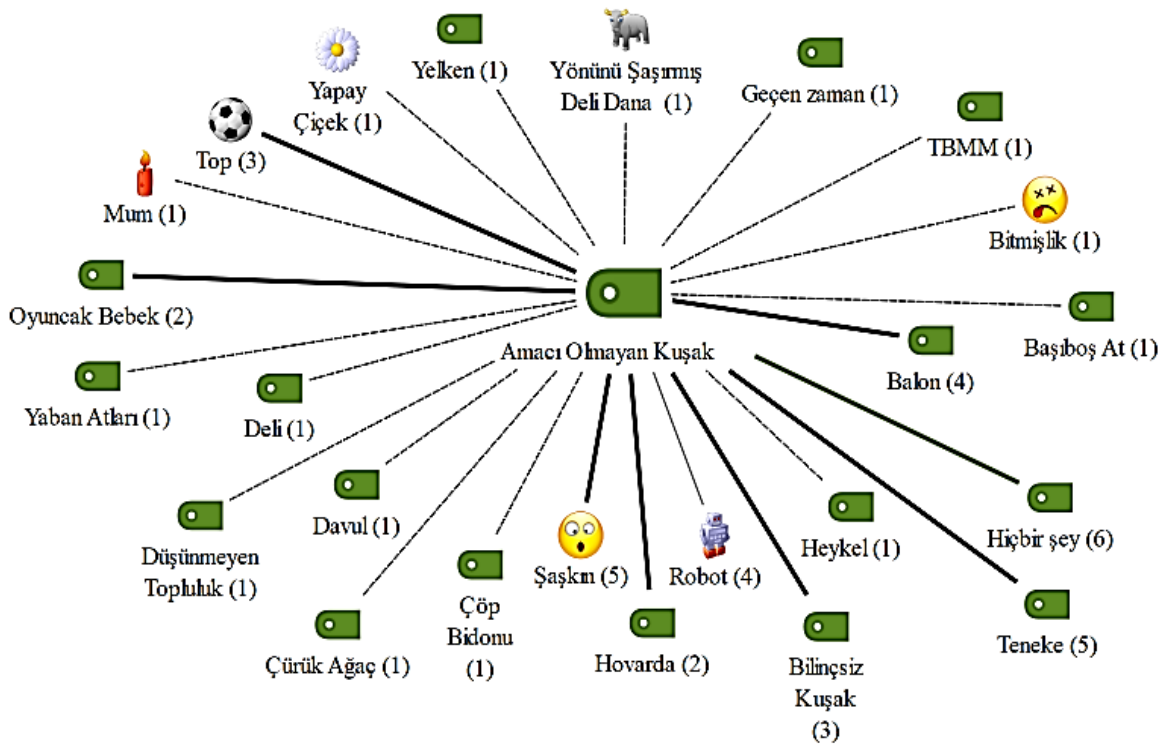 Yelken (1)
Yönünü Şaşırmış
Deli Dana (1)
Geçen zaman (1)
Yapay
Çiçek (1)
TBMM (1)
Top (3)
Mum (1)
Bitmişlik (1)
Oyuncak Bebek (2)
Başıboş At (1)
Amacı Olmayan Kuşak
Balon (4)
Yaban Atları (1)
Deli (1)
Davul (1)
Düşünmeyen
Topluluk (1)
Şaşkın (5)
Robot (4)
Heykel (1)
Hiçbir şey (6)
Çöp
Bidonu
(1)
Çürük Ağaç (1)
Hovarda (2)
Bilinçsiz
Kuşak
(3)
Teneke (5)